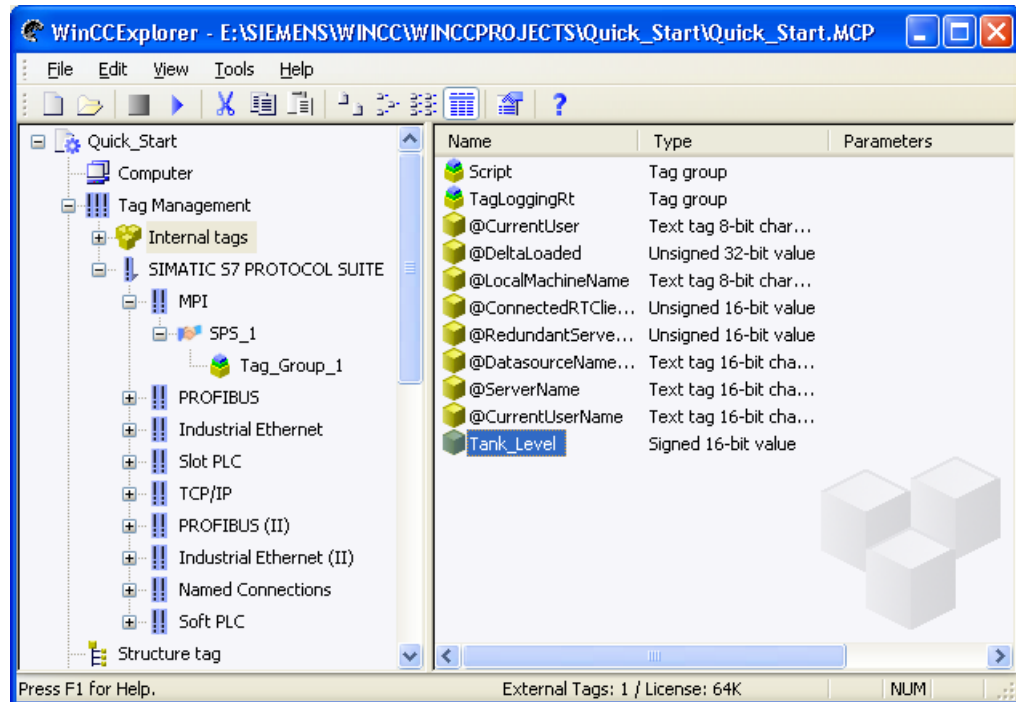 WinCCExplorer - E:\SIEMENS\WINCC\WINCCPROJECTS\Quick_Start\Quick_Start.MCP
File Edit View Tools Help
Quick_Start
Computer
Tag Management
Internal tags
SIMATIC S7 PROTOCOL SUITE
MPI
SPS_1
Tag_Group_1
PROFIBUS
Industrial Ethernet
Slot PLC
TCP/IP
PROFIBUS (II)
Industrial Ethernet (II)
Named Connections
Soft PLC
Structure tag
Name Type Parameters
Script Tag group
TagLoggingRt Tag group
@CurrentUser Text tag 8-bit char...
@DeltaLoaded Unsigned 32-bit value
@LocalMachineName Text tag 8-bit char...
@ConnectedRTClie... Unsigned 16-bit value
@RedundantServe... Unsigned 16-bit value
@DatasourceName... Text tag 16-bit cha...
@ServerName Text tag 16-bit cha...
@CurrentUserName Text tag 16-bit cha...
Tank_Level Signed 16-bit value
Press F1 for Help. External Tags: 1 / License: 64K NUM